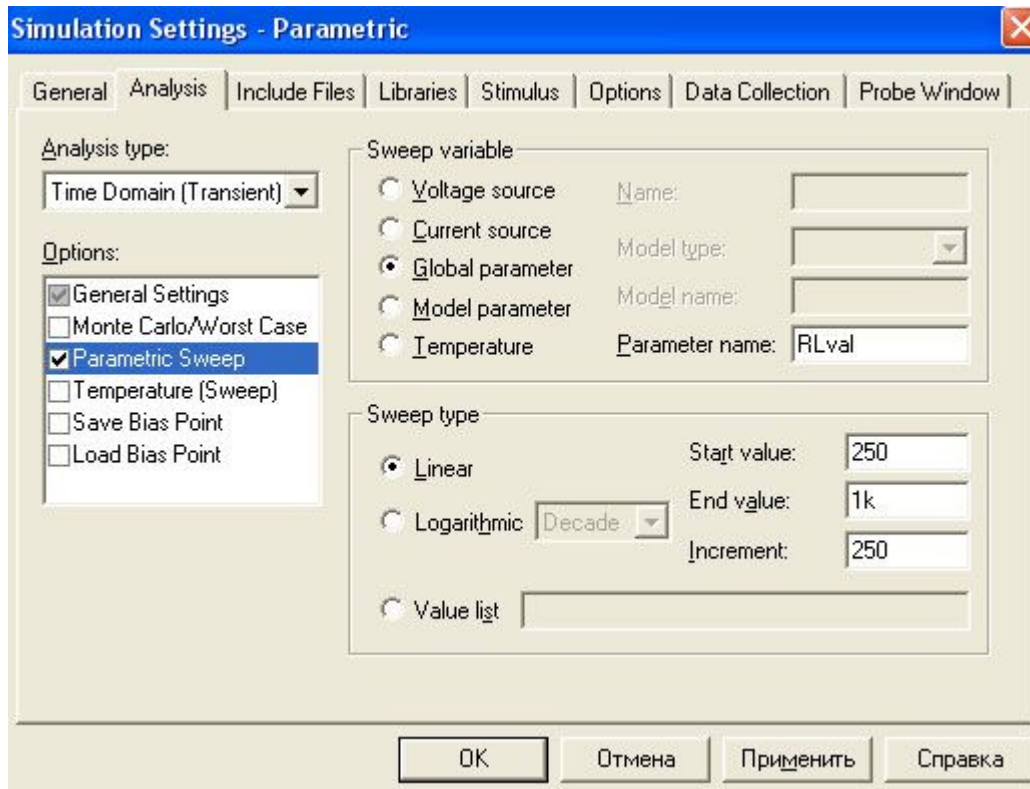 Simulation Settings - Parametric
General Analysis Include Files Libraries Stimulus Options Data Collection Probe Window
Analysis type:
Time Domain (Transient)
Options:
General Settings
Monte Carlo/Worst Case
Parametric Sweep
Temperature (Sweep)
Save Bias Point
Load Bias Point
Sweep variable
Voltage source
Current source
Global parameter
Model parameter
Temperature
Name:
Model type:
Model name:
Parameter name: RLval
Sweep type
Linear
Logarithmic Decade
Value list
Start value: 250
End value: 1k
Increment: 250
OK Отмена Применить Справка